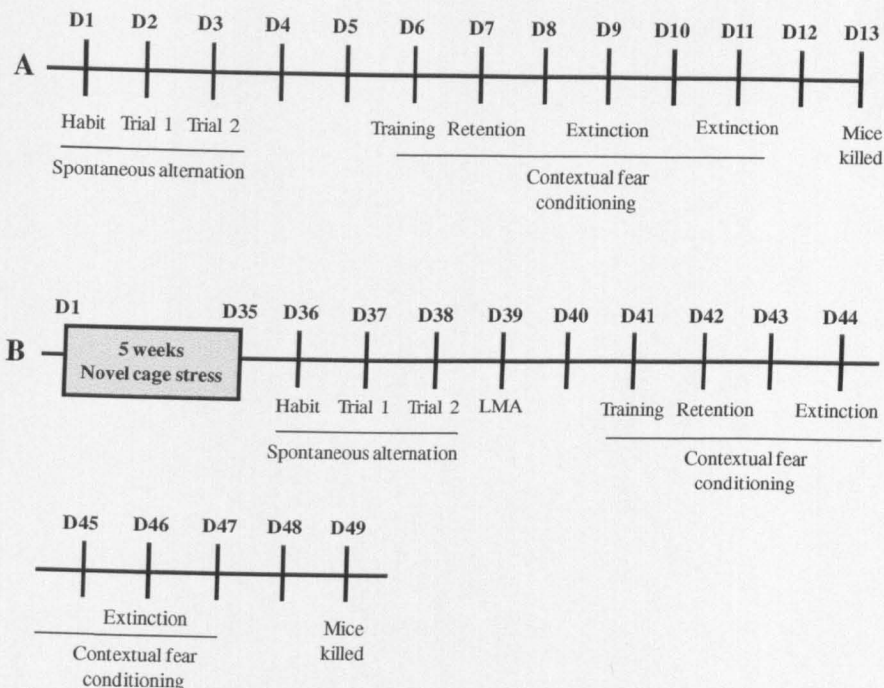 D1 D2 D3 D4 D5 D6 D7 D8 D9 D10 D11 D12 D13
A
Habit Trial 1 Trial 2 Training Retention Extinction Extinction Mice killed
Spontaneous alternation
Contextual fear
conditioning
D1 D35 D36 D37 D38 D39 D40 D41 D42 D43 D44
B
5 weeks
Novel cage stress
Habit Trial 1 Trial 2 LMA Training Retention Extinction
Spontaneous alternation
Contextual fear
conditioning
D45 D46 D47 D48 D49
Extinction
Mice
killed
Contextual fear
conditioning